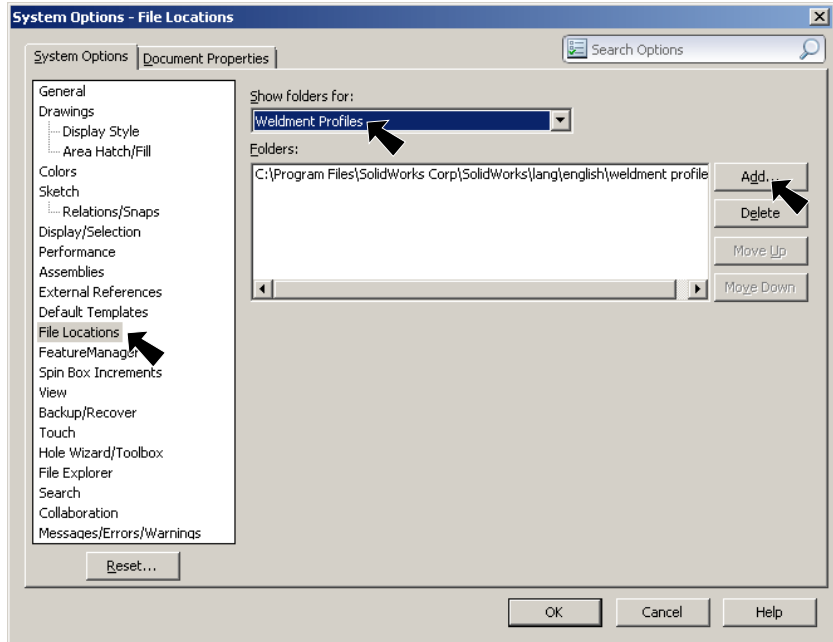 System Options - File Locations
System Options
Document Properties
Search Options
General
Drawings
Display Style
Area Hatch/Fill
Colors
Sketch
Relations/Snaps
Display/Selection
Performance
Assemblies
External References
Default Templates
File Locations
FeatureManager
Spin Box Increments
View
Backup/Recover
Touch
Hole Wizard/Toolbox
File Explorer
Search
Collaboration
Messages/Errors/Warnings
Reset...
Show folders for:
Weldment Profiles
Folders:
C:\Program Files\SolidWorks Corp\SolidWorks\lang\english\weldment profile
Add...
Delete
Move Up
Move Down
OK
Cancel
Help